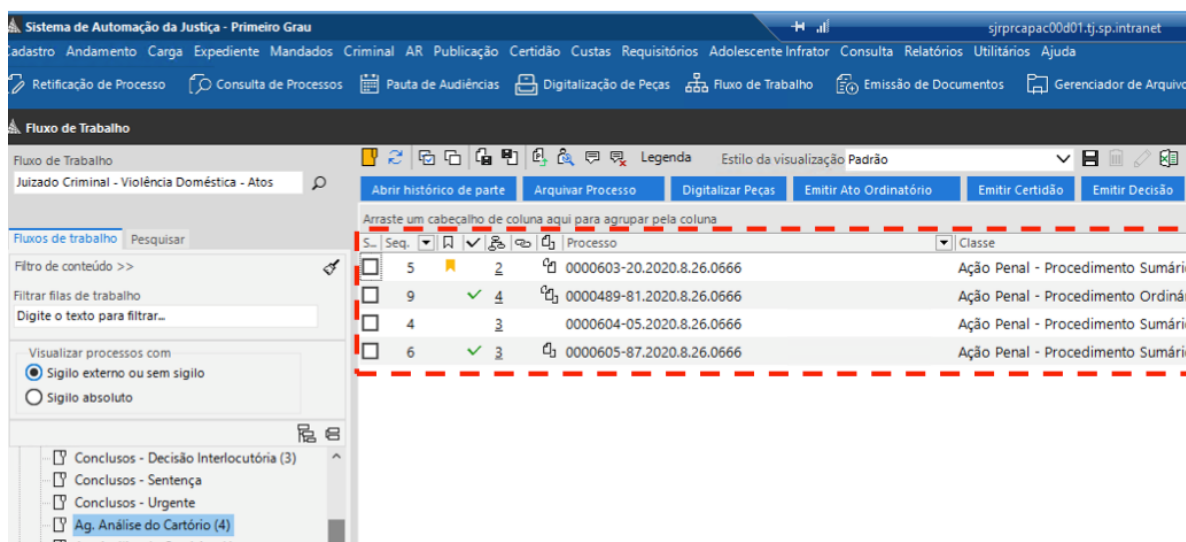 Sistema de Automação da Justiça - Primeiro Grau sjrprcapac00d01.tj.sp.intranet
Cadastro Andamento Carga Expediente Mandados Criminal AR Publicação Certidão Custas Requisitórios Adolescente Infrator Consulta Relatórios Utilitários Ajuda
Retificação de Processo Consulta de Processos Pauta de Audiências Digitalização de Peças Fluxo de Trabalho Emissão de Documentos Gerenciador de Arquivo
Fluxo de Trabalho
Fluxo de Trabalho Legenda Estilo da visualização Padrão
Juizado Criminal - Violência Doméstica - Atos
Abrir histórico de parte Arquivar Processo Digitalizar Peças Emitir Ato Ordinatório Emitir Certidão Emitir Decisão
Arraste um cabeçalho de coluna aqui para agrupar pela coluna
Fluxos de trabalho Pesquisar
S... Seq. Processo Classe
Filtro de conteúdo >>
5 2 0000603-20.2020.8.26.0666 Ação Penal - Procedimento Sumári
Filtrar filas de trabalho
9 4 0000489-81.2020.8.26.0666 Ação Penal - Procedimento Ordinár
Digite o texto para filtrar...
4 3 0000604-05.2020.8.26.0666 Ação Penal - Procedimento Sumári
Visualizar processos com
6 3 0000605-87.2020.8.26.0666 Ação Penal - Procedimento Sumári
Sigilo externo ou sem sigilo
Sigilo absoluto
Conclusos - Decisão Interlocutória (3)
Conclusos - Sentença
Conclusos - Urgente
Ag. Análise do Cartório (4)